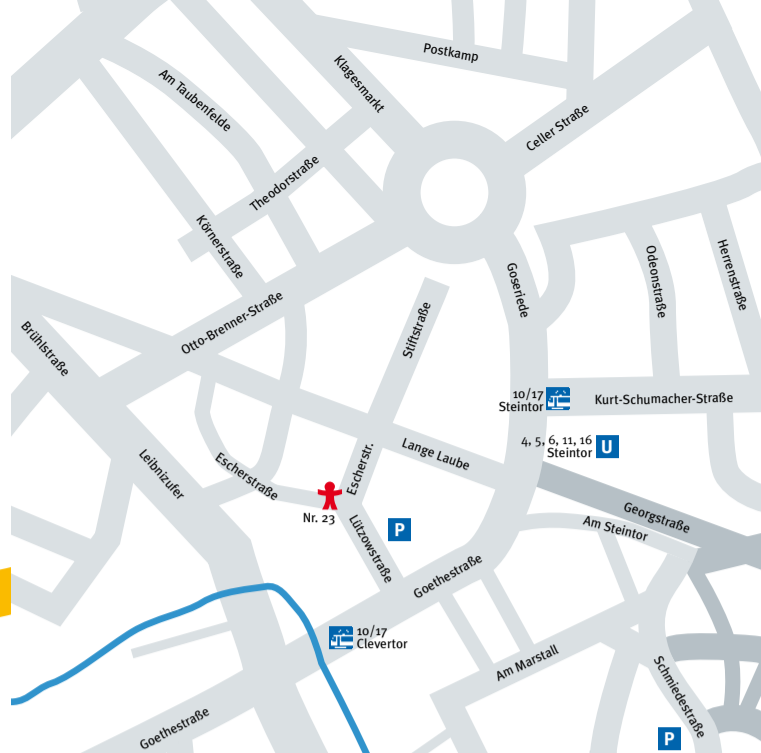 Postkamp
Klagesmarkt
Am Taubenfelde
Celler Straße
Theodorstraße
Körnerstraße
Goseriede
Odeonstraße
Herrenstraße
Otto-Brenner-Straße
Stiftstraße
Brühlstraße
10/17
Steintor
Kurt-Schumacher-Straße
4, 5, 6, 11, 16
Steintor
U
Lange Laube
Escherstr.
Leibnizufer
Escherstraße
Nr. 23
P
Lützowstraße
Georgstraße
Am Steintor
Goethestraße
10/17
Clevertor
Am Marstall
Schmiedestraße
Goethestraße
P